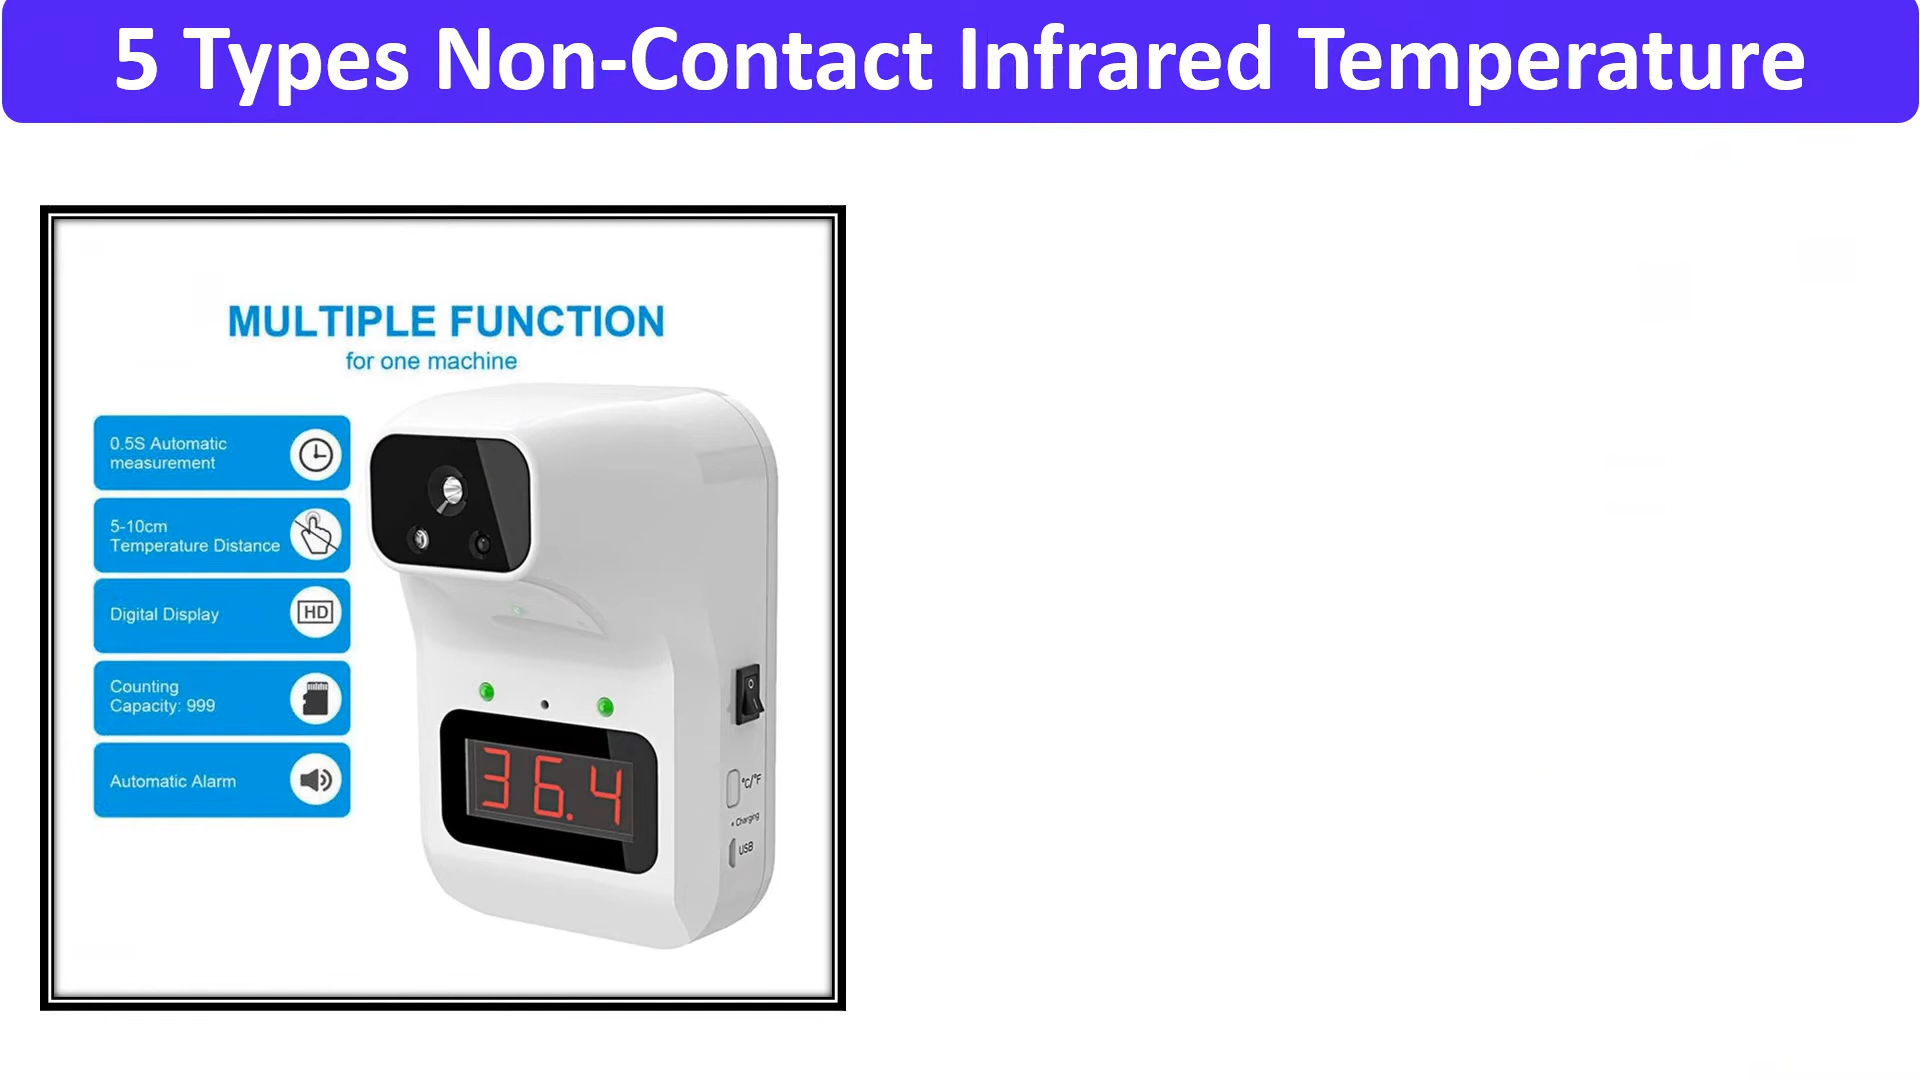 5 Types Non-Contact Infrared Temperature
MULTIPLE FUNCTION
for one machine
0.5S Automatic
measurement
5-10cm
Temperature Distance
Digital Display
HD
Counting
Capacity: 999
Automatic Alarm
36.4
°C/°F
Charging
USB